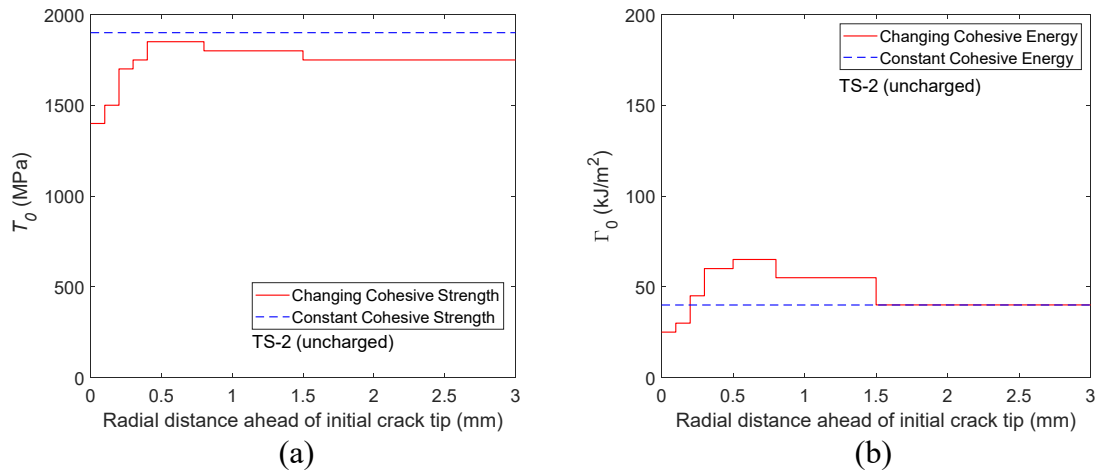 2000
1500
1000
500
0
T0 (MPa)
Changing Cohesive Strength
Constant Cohesive Strength
TS-2 (uncharged)
0 0.5 1 1.5 2 2.5 3
Radial distance ahead of initial crack tip (mm)
(a)
200
150
100
50
0
Γ0 (kJ/m2)
Changing Cohesive Energy
Constant Cohesive Energy
TS-2 (uncharged)
0 0.5 1 1.5 2 2.5 3
Radial distance ahead of initial crack tip (mm)
(b)